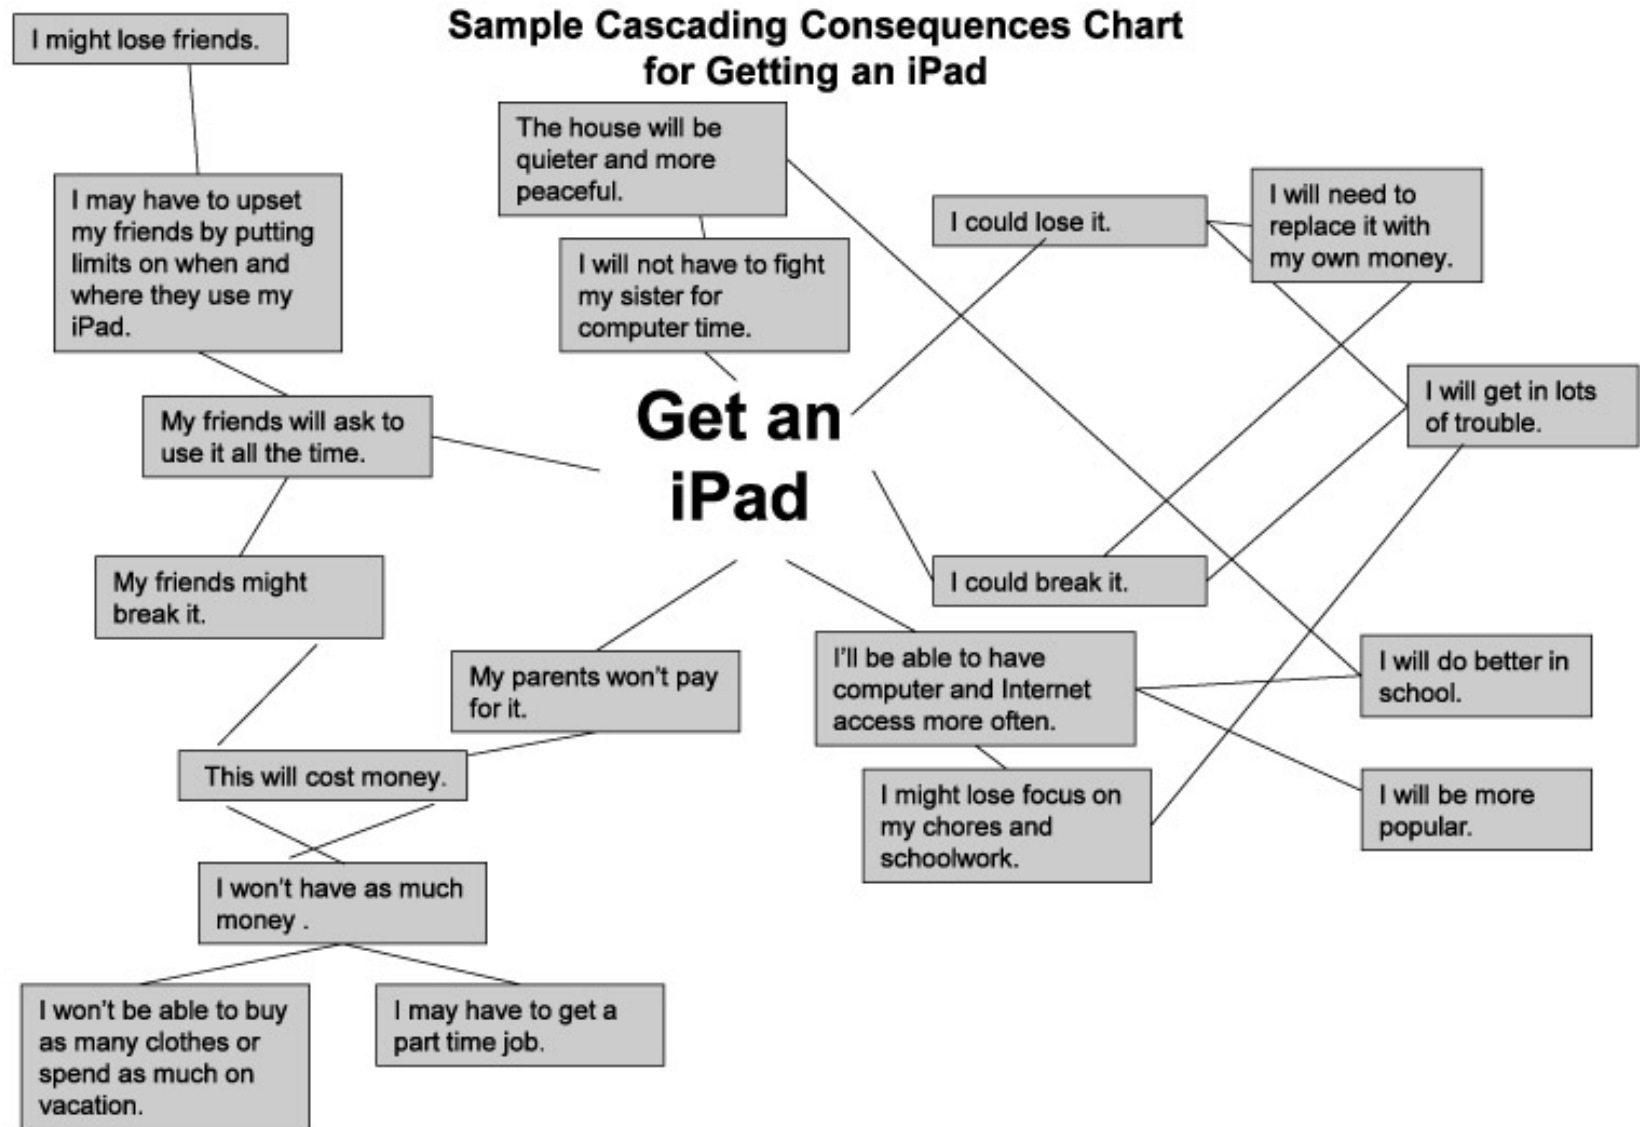 Sample Cascading Consequences Chart
for Getting an iPad
I might lose friends.
I may have to upset
my friends by putting
limits on when and
where they use my
iPad.
My friends will ask to
use it all the time.
My friends might
break it.
The house will be
quieter and more
peaceful.
I will not have to fight
my sister for
computer time.
Get an
iPad
I could lose it.
I will need to
replace it with
my own money.
I will get in lots
of trouble.
I could break it.
My parents won't pay
for it.
I'll be able to have
computer and Internet
access more often.
I will do better in
school.
This will cost money.
I might lose focus on
my chores and
schoolwork.
I will be more
popular.
I won't have as much
money .
I won't be able to buy
as many clothes or
spend as much on
vacation.
I may have to get a
part time job.